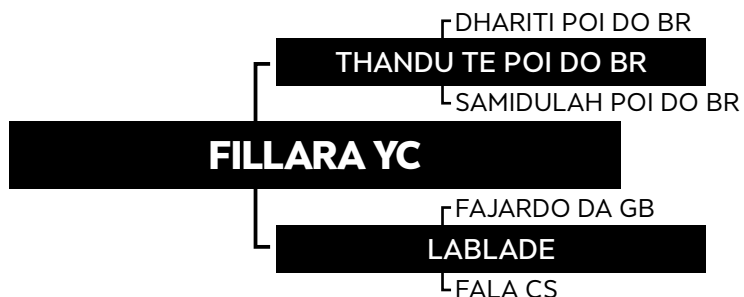 DHARITI POI DO BR
THANDU TE POI DO BR
SAMIDULAH POI DO BR
FILLARA YC
FAJARDO DA GB
LABLADE
FALA CS